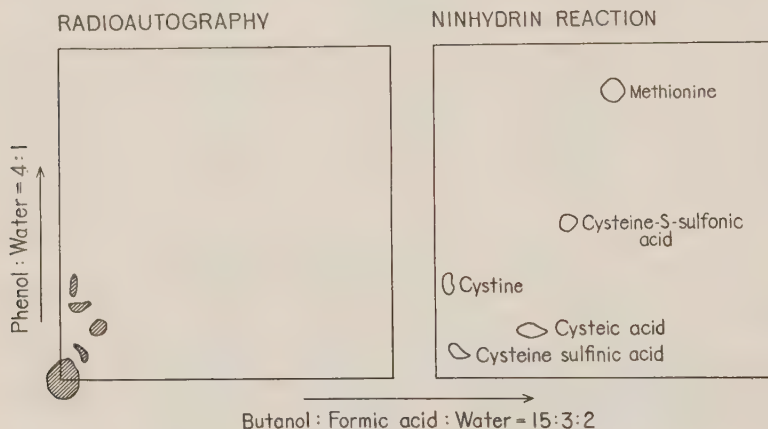 RADIOAUTOGRAPHY
NINHYDRIN REACTION
Phenol : Water = 4 : 1
Methionine
Cysteine-S-sulfonic
acid
Cystine
Cysteic acid
Cysteine sulfinic acid
Butanol : Formic acid : Water = 15:3:2